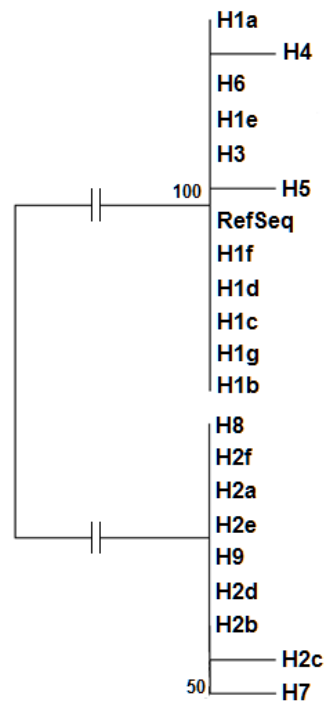 H1a
H4
H6
H1e
H3
100
H5
RefSeq
H1f
H1d
H1c
H1g
H1b
H8
H2f
H2a
H2e
H9
H2d
H2b
H2c
50
H7